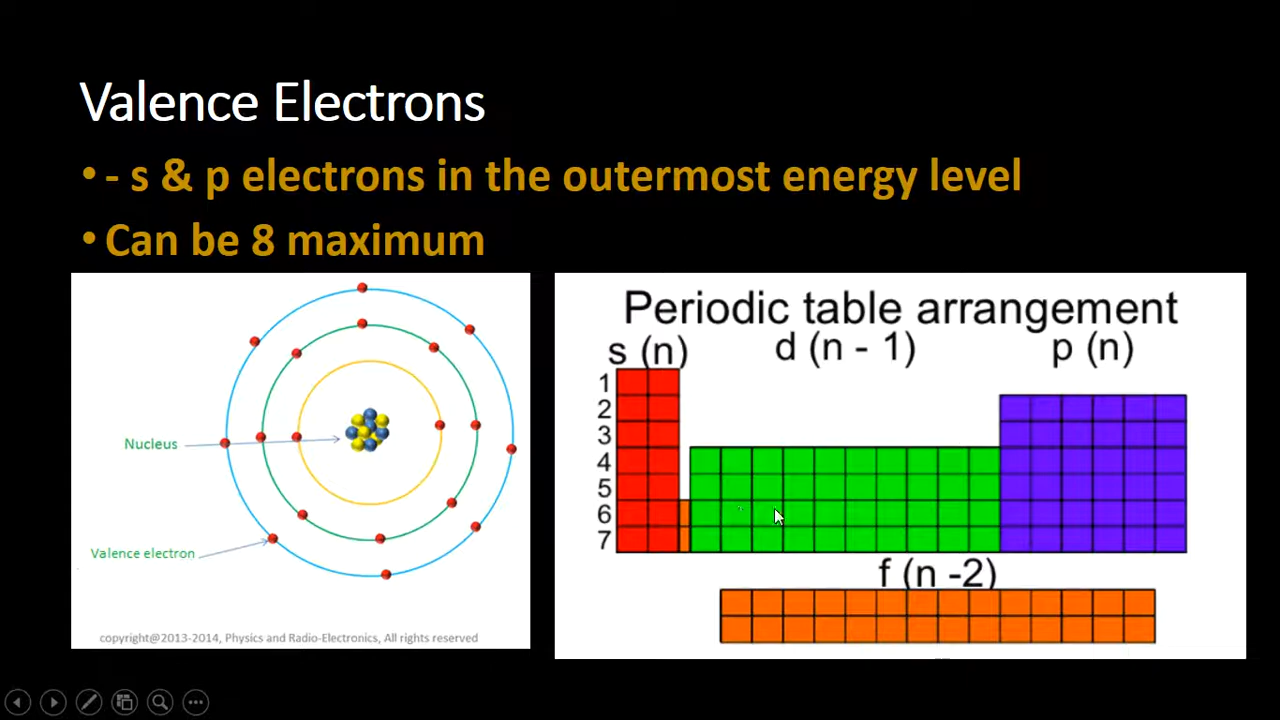 Valence Electrons
• - s & p electrons in the outermost energy level
• Can be 8 maximum
Nucleus
Valence electron
copyright@2013-2014, Physics and Radio-Electronics, All rights reserved
Periodic table arrangement
s (n)
d (n - 1)
p (n)
1
2
3
4
5
6
7
f (n -2)